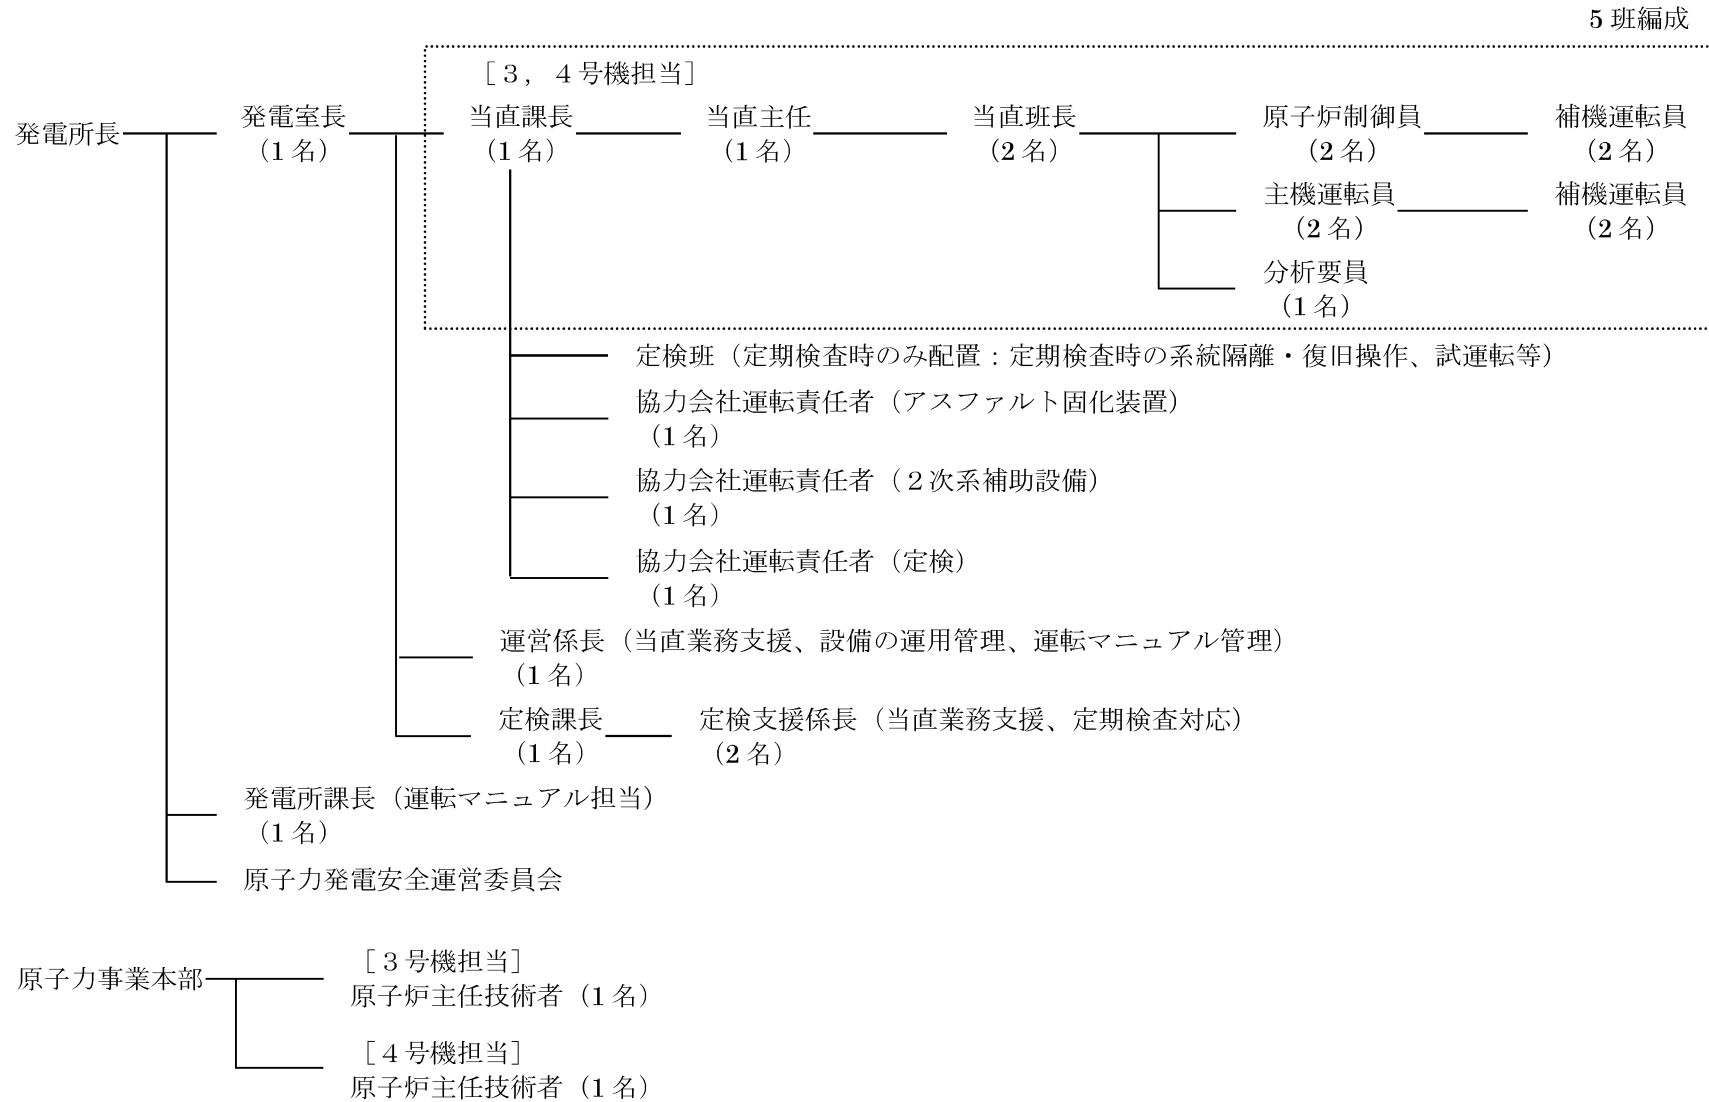 5 班編成
［３，４号機担当］
発電所長 発電室長 当直課長 当直主任 当直班長 原子炉制御員 補機運転員
（1 名） （1 名） （1 名） （2 名） （2 名） （2 名）
主機運転員 補機運転員
（2 名） （2 名）
分析要員
（1 名）
定検班（定期検査時のみ配置：定期検査時の系統隔離・復旧操作、試運転等）
協力会社運転責任者（アスファルト固化装置）
（1 名）
協力会社運転責任者（２次系補助設備）
（1 名）
協力会社運転責任者（定検）
（1 名）
運営係長（当直業務支援、設備の運用管理、運転マニュアル管理）
（1 名）
定検課長 定検支援係長（当直業務支援、定期検査対応）
（1 名） （2 名）
発電所課長（運転マニュアル担当）
（1 名）
原子力発電安全運営委員会
［３号機担当］
原子力事業本部 原子炉主任技術者（1 名）
［４号機担当］
原子炉主任技術者（1 名）